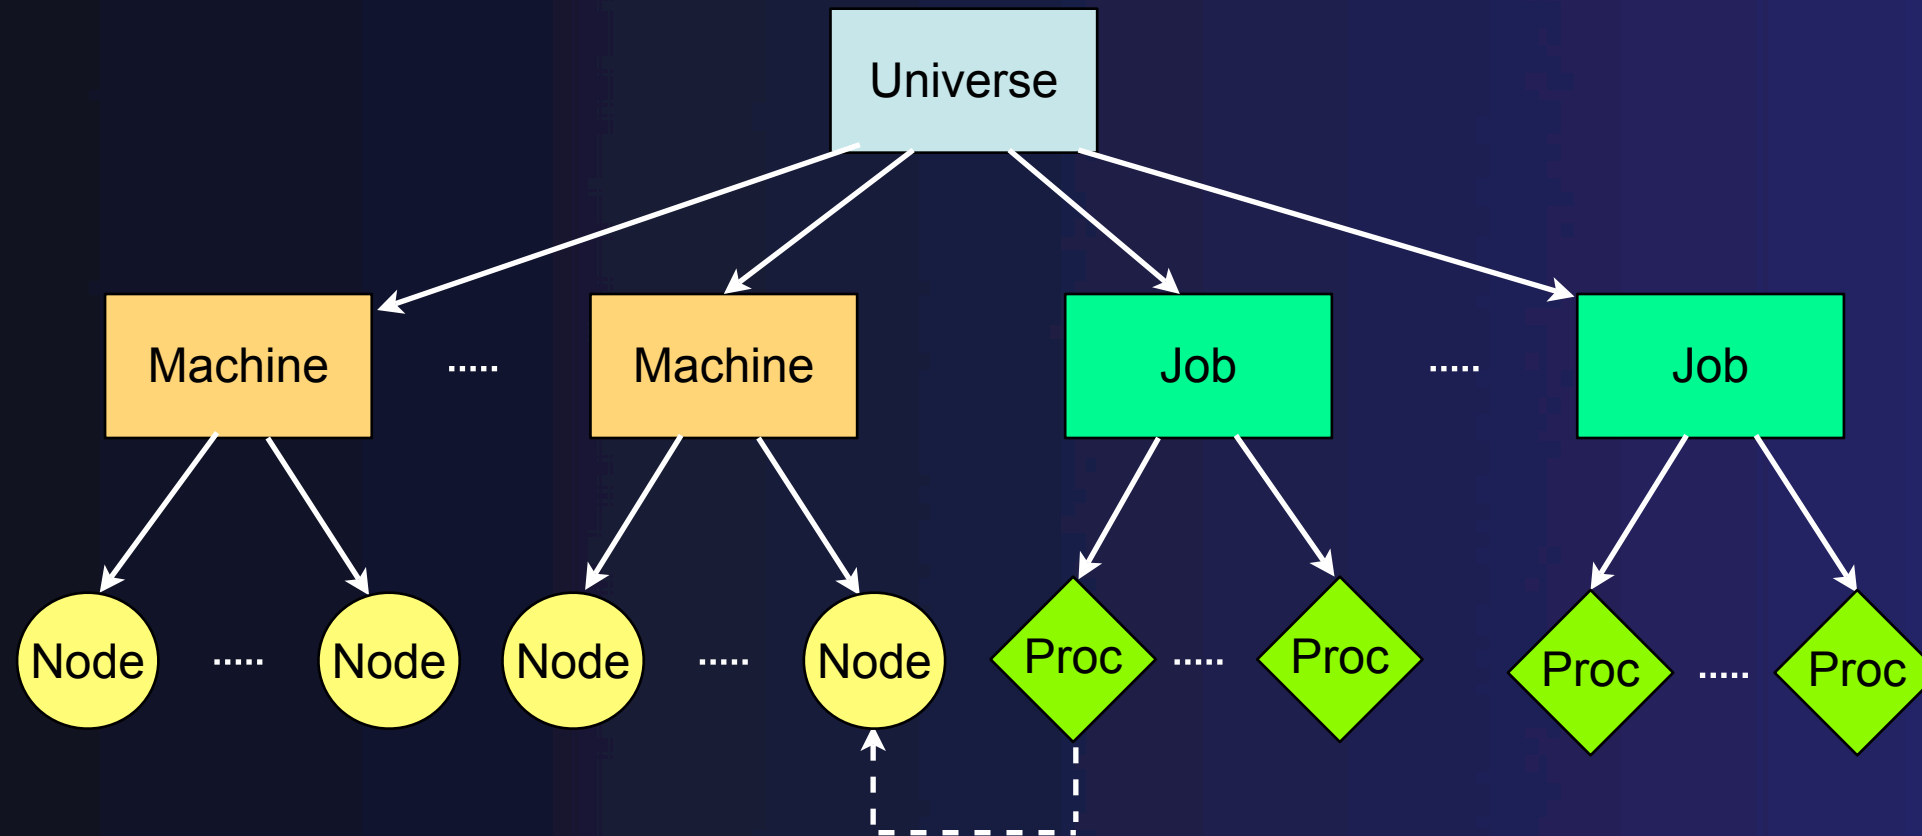 Universe
Machine
.....
Machine
Job
.....
Job
Node
.....
Node
Node
.....
Node
Proc
.....
Proc
Proc
.....
Proc